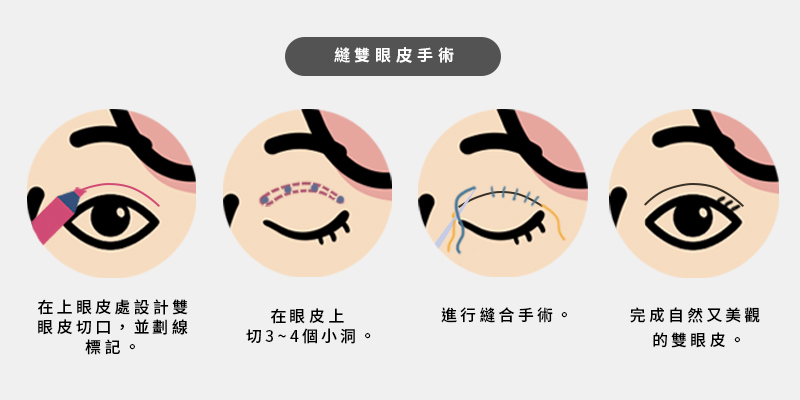 縫雙眼皮手術
在上眼皮處設計雙
眼皮切口，並劃線
標記。
在眼皮上
切3~4個小洞。
進行縫合手術。
完成自然又美觀
的雙眼皮。